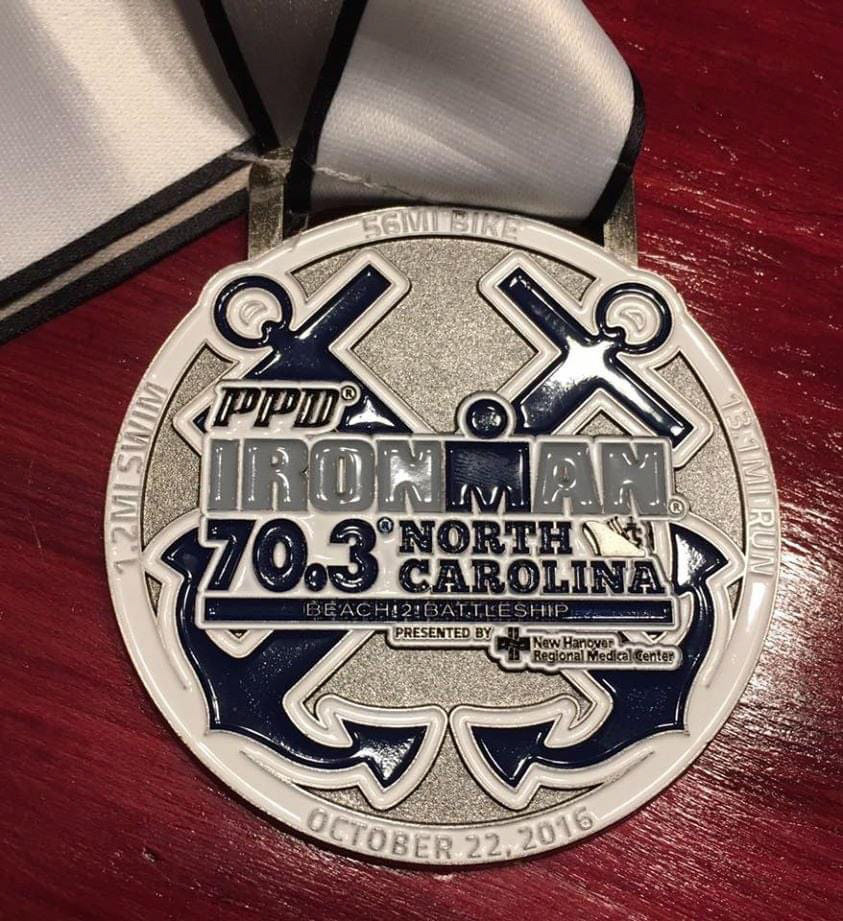 56MI BIKE
1.2MI SWIM
13.1MI RUN
PPD®
IRONMAN®
70.3® NORTH
CAROLINA
BEACH 2 BATTLESHIP
PRESENTED BY
New Hanover
Regional Medical Center
OCTOBER 22, 2016